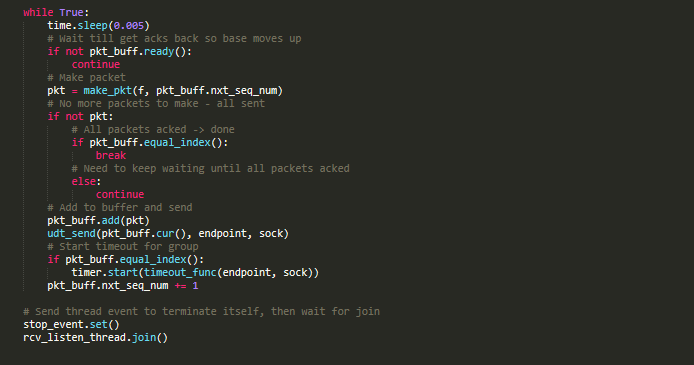 while True:
    time.sleep(0.005)
    # Wait till get acks back so base moves up
    if not pkt_buff.ready():
        continue
    # Make packet
    pkt = make_pkt(f, pkt_buff.nxt_seq_num)
    # No more packets to make - all sent
    if not pkt:
        # All packets acked -> done
        if pkt_buff.equal_index():
            break
        # Need to keep waiting until all packets acked
        else:
            continue
    # Add to buffer and send
    pkt_buff.add(pkt)
    udt_send(pkt_buff.cur(), endpoint, sock)
    # Start timeout for group
    if pkt_buff.equal_index():
        timer.start(timeout_func(endpoint, sock))
    pkt_buff.nxt_seq_num += 1

# Send thread event to terminate itself, then wait for join
stop_event.set()
rcv_listen_thread.join()